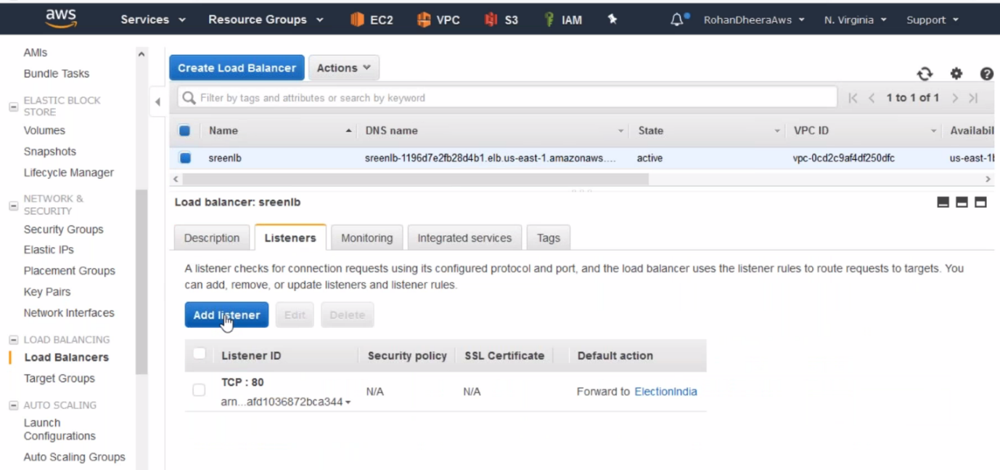 aws
Services
Resource Groups
EC2
VPC
S3
IAM
RohanDheeraAws
N. Virginia
Support
AMIs
Bundle Tasks
ELASTIC BLOCK
STORE
Volumes
Snapshots
Lifecycle Manager
NETWORK &
SECURITY
Security Groups
Elastic IPs
Placement Groups
Key Pairs
Network Interfaces
LOAD BALANCING
Load Balancers
Target Groups
AUTO SCALING
Launch
Configurations
Auto Scaling Groups
Create Load Balancer
Actions
Filter by tags and attributes or search by keyword
1 to 1 of 1
Name
DNS name
State
VPC ID
Availabil
sreenlb
sreenlb-1196d7e2fb28d4b1.elb.us-east-1.amazonaws....
active
vpc-0cd2c9af4df250dfc
us-east-1b
Load balancer: sreenlb
Description
Listeners
Monitoring
Integrated services
Tags
A listener checks for connection requests using its configured protocol and port, and the load balancer uses the listener rules to route requests to targets. You
can add, remove, or update listeners and listener rules.
Add listener
Edit
Delete
Listener ID
Security policy
SSL Certificate
Default action
TCP : 80
arn...afd1036872bca344
N/A
N/A
Forward to ElectionIndia